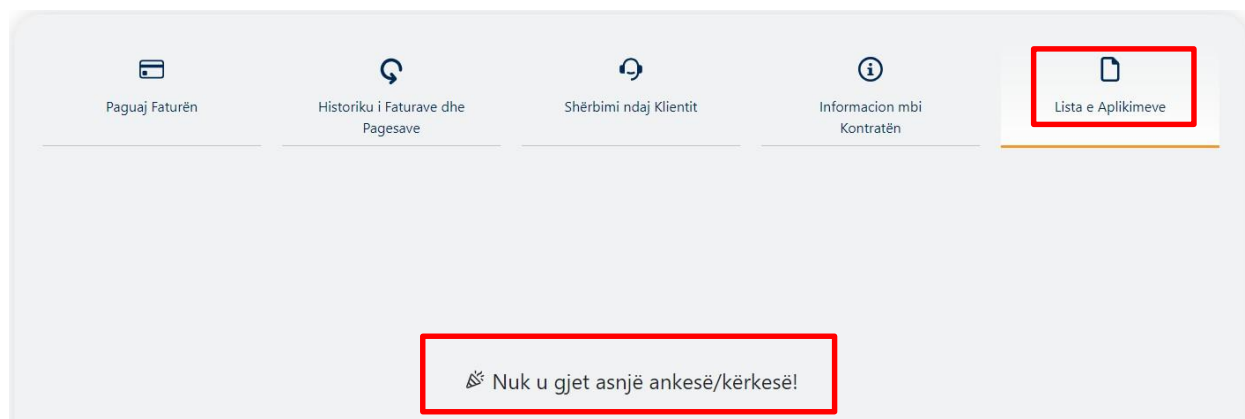 Paguaj Faturën
Historiku i Faturave dhe
Pagesave
Shërbimi ndaj Klientit
Informacion mbi
Kontratën
Lista e Aplikimeve
Nuk u gjet asnjë ankesë/kërkesë!